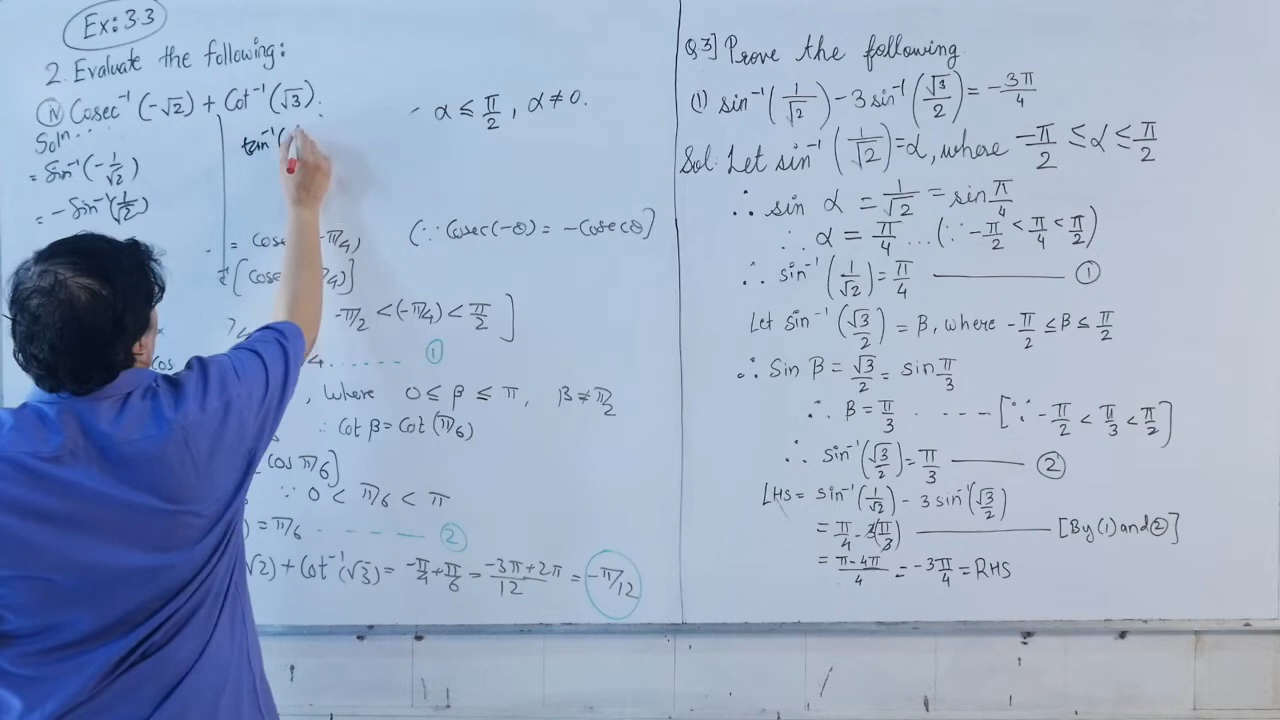 Ex: 3.3
2. Evaluate the following:
(iv) Cosec⁻¹(-√2) + Cot⁻¹(√3).
Soln..
= Sin⁻¹(-1/√2)
= -Sin⁻¹(1/√2)
tan⁻¹(
- α ≤ π/2, α ≠ 0.
= cose -π/4) (∵ Cosec(-θ) = -Cosecθ]
[cose /4)]
-π/2 < (-π/4) < π/2 ]
4. ..... ①
cos
, where 0 ≤ β ≤ π, β ≠ π/2
∴ Cot β = Cot (π/6)
cos π/6]
∵ 0 < π/6 < π
) = π/6 - - - - ②
√2) + Cot⁻¹(√3) = -π/4 + π/6 = -3π+2π/12 = -π/12
Q3] Prove the following
(1) sin⁻¹(1/√2) - 3 sin⁻¹(√3/2) = -3π/4
Sol: Let sin⁻¹(1/√2) = α, where -π/2 ≤ α ≤ π/2
∴ sin α = 1/√2 = sin π/4
∴ α = π/4 ... (∵ -π/2 < π/4 < π/2)
∴ sin⁻¹(1/√2) = π/4 ——— ①
Let sin⁻¹(√3/2) = β, where -π/2 ≤ β ≤ π/2
∴ Sin β = √3/2 = sin π/3
∴ β = π/3 . ---- [∵ -π/2 < π/3 < π/2]
∴ sin⁻¹(√3/2) = π/3 ——— ②
LHS = sin⁻¹(1/√2) - 3 sin⁻¹(√3/2)
= π/4 - 3(π/3) ——— [By (1) and ②]
= π-4π/4 = -3π/4 = RHS